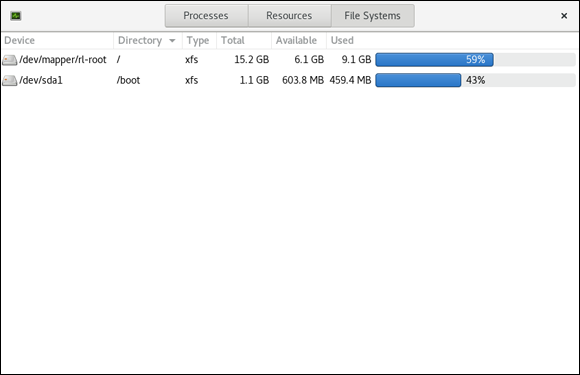 Processes Resources File Systems
Device Directory Type Total Available Used
/dev/mapper/rl-root / xfs 15.2 GB 6.1 GB 9.1 GB 59%
/dev/sda1 /boot xfs 1.1 GB 603.8 MB 459.4 MB 43%